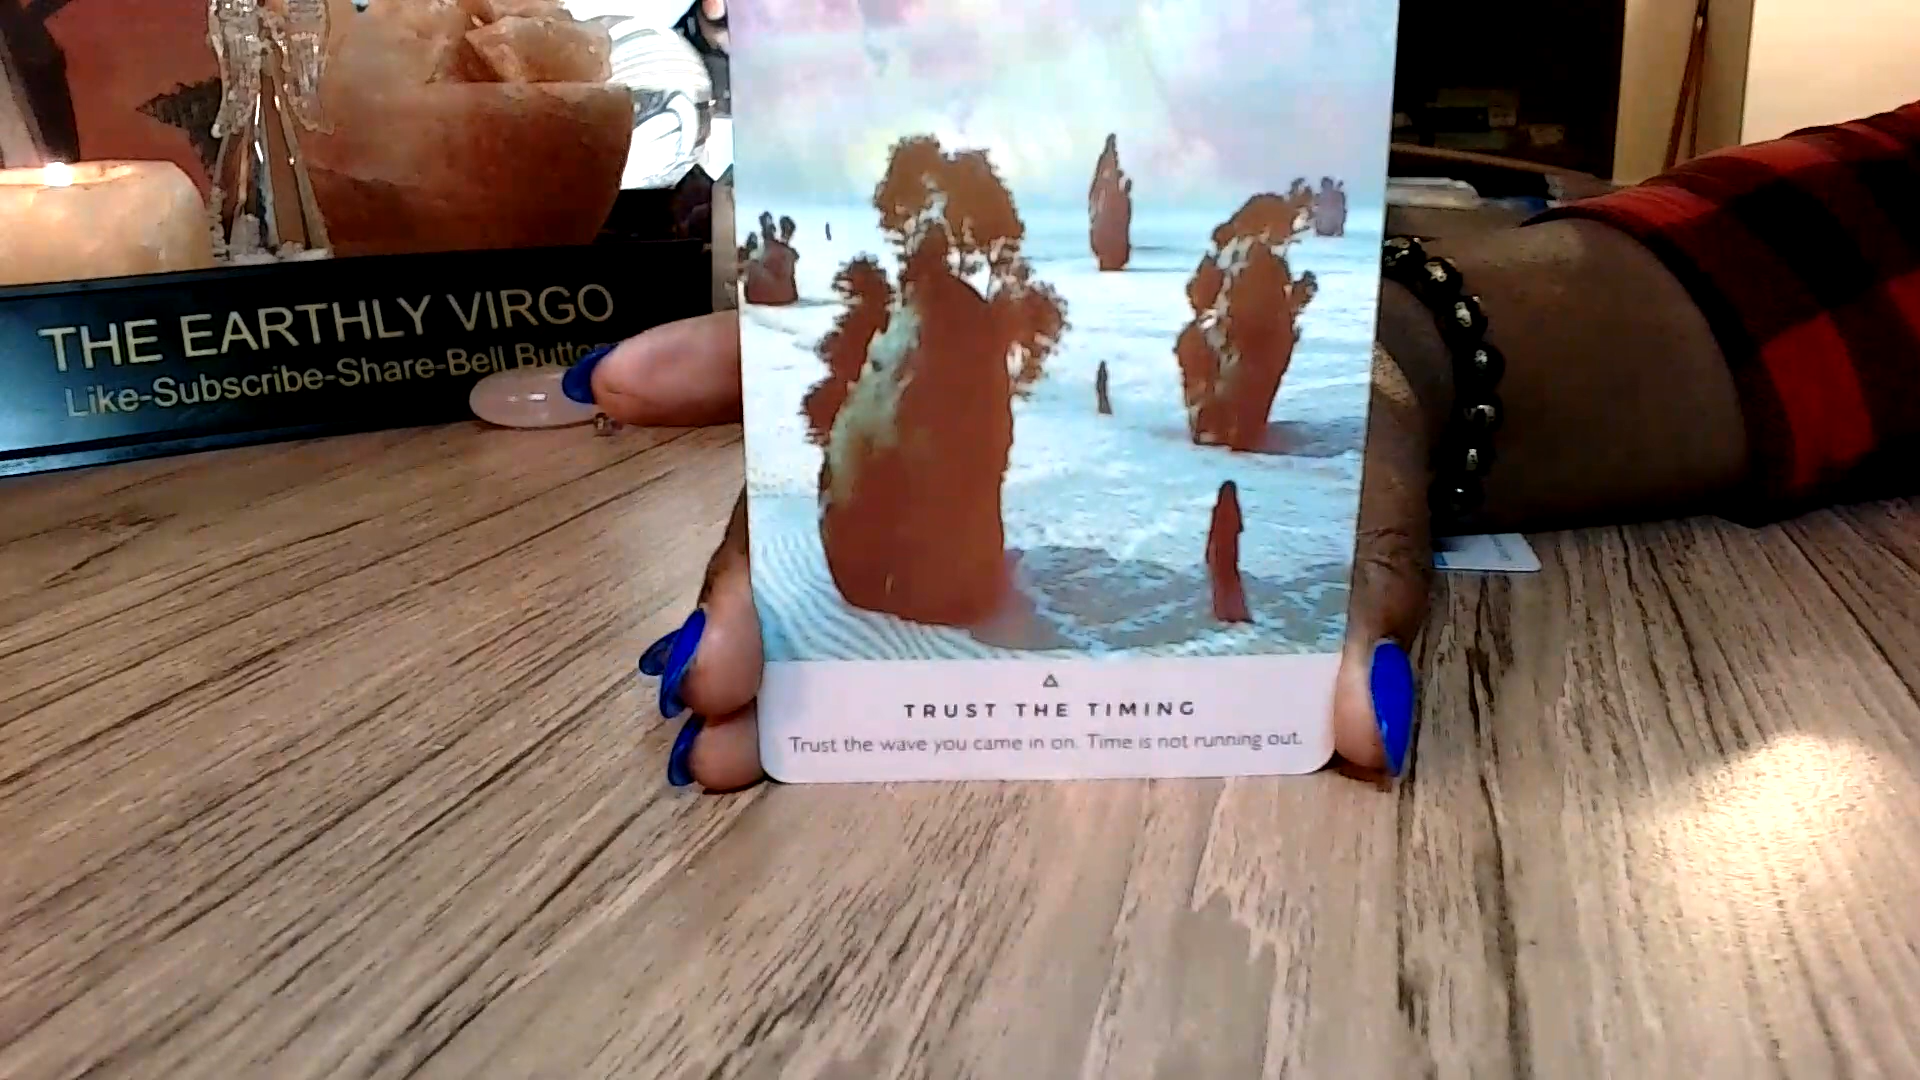 THE EARTHLY VIRGO
Like-Subscribe-Share-Bell Button
TRUST THE TIMING
Trust the wave you came in on. Time is not running out.